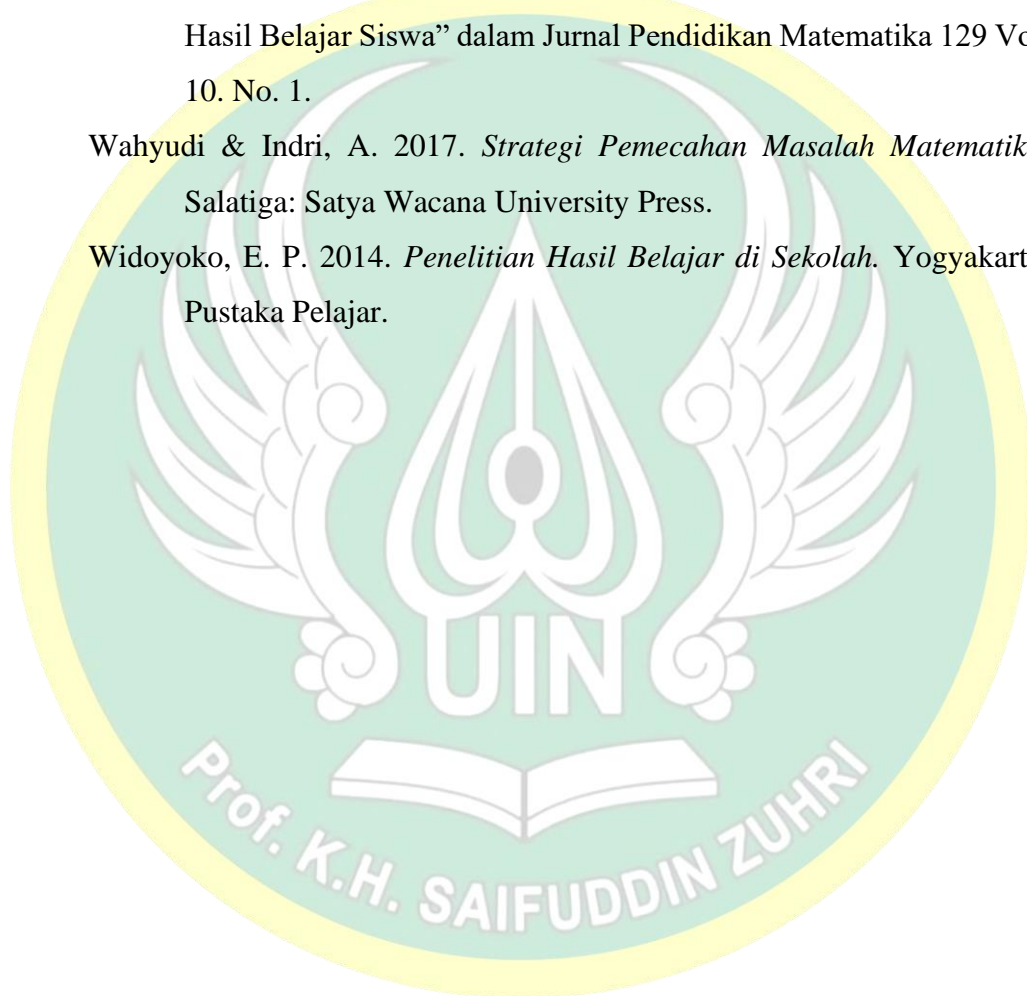 Hasil Belajar Siswa” dalam Jurnal Pendidikan Matematika 129 Vo
10. No. 1.
Wahyudi & Indri, A. 2017. Strategi Pemecahan Masalah Matematik
Salatiga: Satya Wacana University Press.
Widoyoko, E. P. 2014. Penelitian Hasil Belajar di Sekolah. Yogyakart
Pustaka Pelajar.
UIN
Prof. K.H. SAIFUDDIN ZUHRI